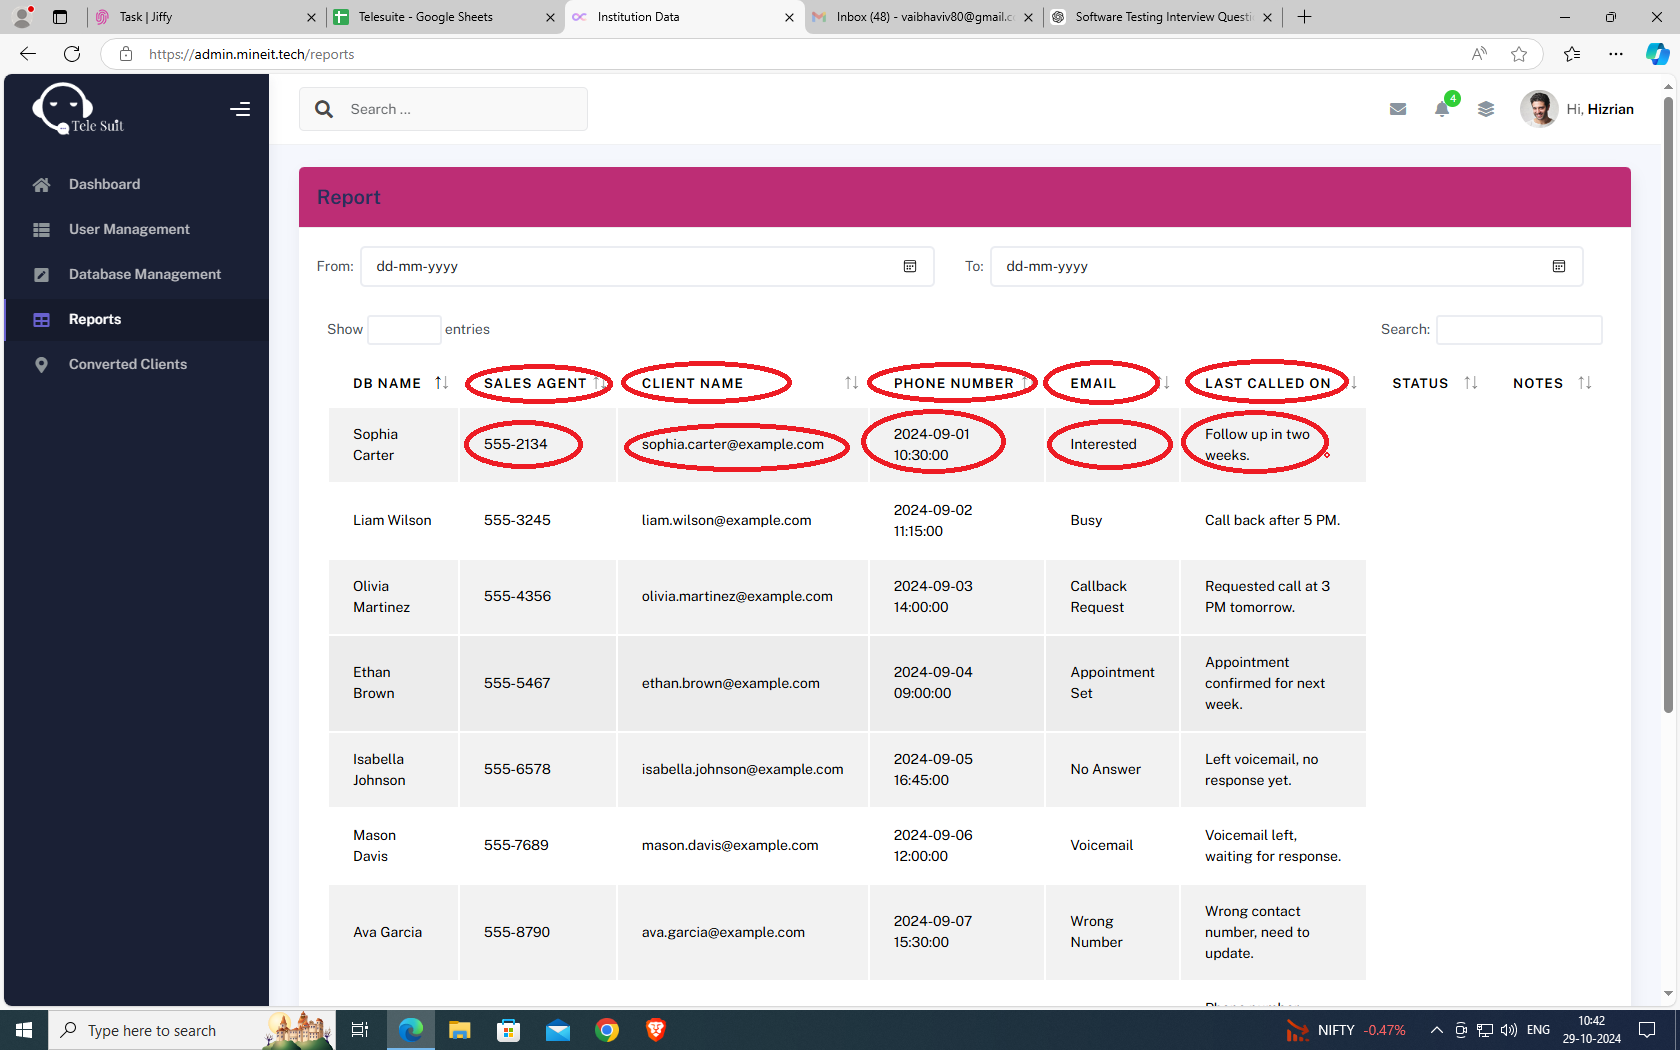 Task | Jiffy
Telesuite - Google Sheets
Institution Data
Inbox (48) - vaibhaviv80@gmail.c
Software Testing Interview Questi
https://admin.mineit.tech/reports
Tele Suit
Search ...
4
Hi, Hizrian
Dashboard
User Management
Database Management
Reports
Converted Clients
Report
From: dd-mm-yyyy To: dd-mm-yyyy
Show entries Search:
DB NAME SALES AGENT CLIENT NAME PHONE NUMBER EMAIL LAST CALLED ON STATUS NOTES
Sophia
Carter
555-2134
sophia.carter@example.com
2024-09-01
10:30:00
Interested
Follow up in two
weeks.
Liam Wilson
555-3245
liam.wilson@example.com
2024-09-02
11:15:00
Busy
Call back after 5 PM.
Olivia
Martinez
555-4356
olivia.martinez@example.com
2024-09-03
14:00:00
Callback
Request
Requested call at 3
PM tomorrow.
Ethan
Brown
555-5467
ethan.brown@example.com
2024-09-04
09:00:00
Appointment
Set
Appointment
confirmed for next
week.
Isabella
Johnson
555-6578
isabella.johnson@example.com
2024-09-05
16:45:00
No Answer
Left voicemail, no
response yet.
Mason
Davis
555-7689
mason.davis@example.com
2024-09-06
12:00:00
Voicemail
Voicemail left,
waiting for response.
Ava Garcia
555-8790
ava.garcia@example.com
2024-09-07
15:30:00
Wrong
Number
Wrong contact
number, need to
update.
Type here to search
NIFTY -0.47%
ENG
10:42
29-10-2024